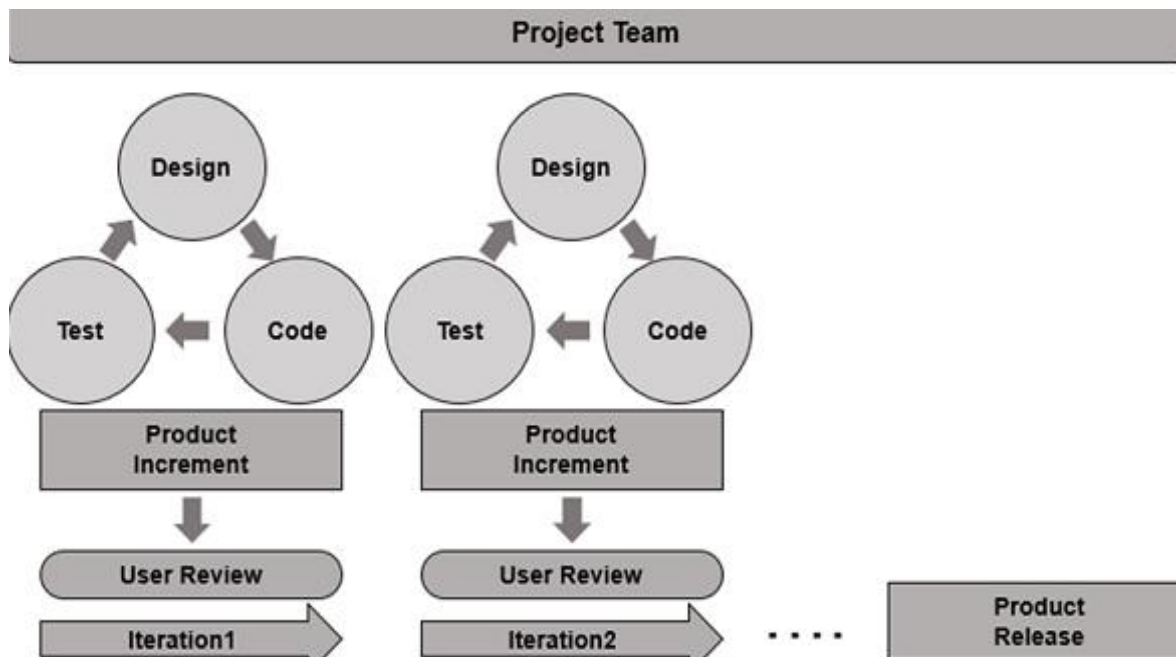 Project Team
Design
Design
Test
Code
Test
Code
Product
Increment
Product
Increment
User Review
User Review
Iteration1
Iteration2
Product
Release